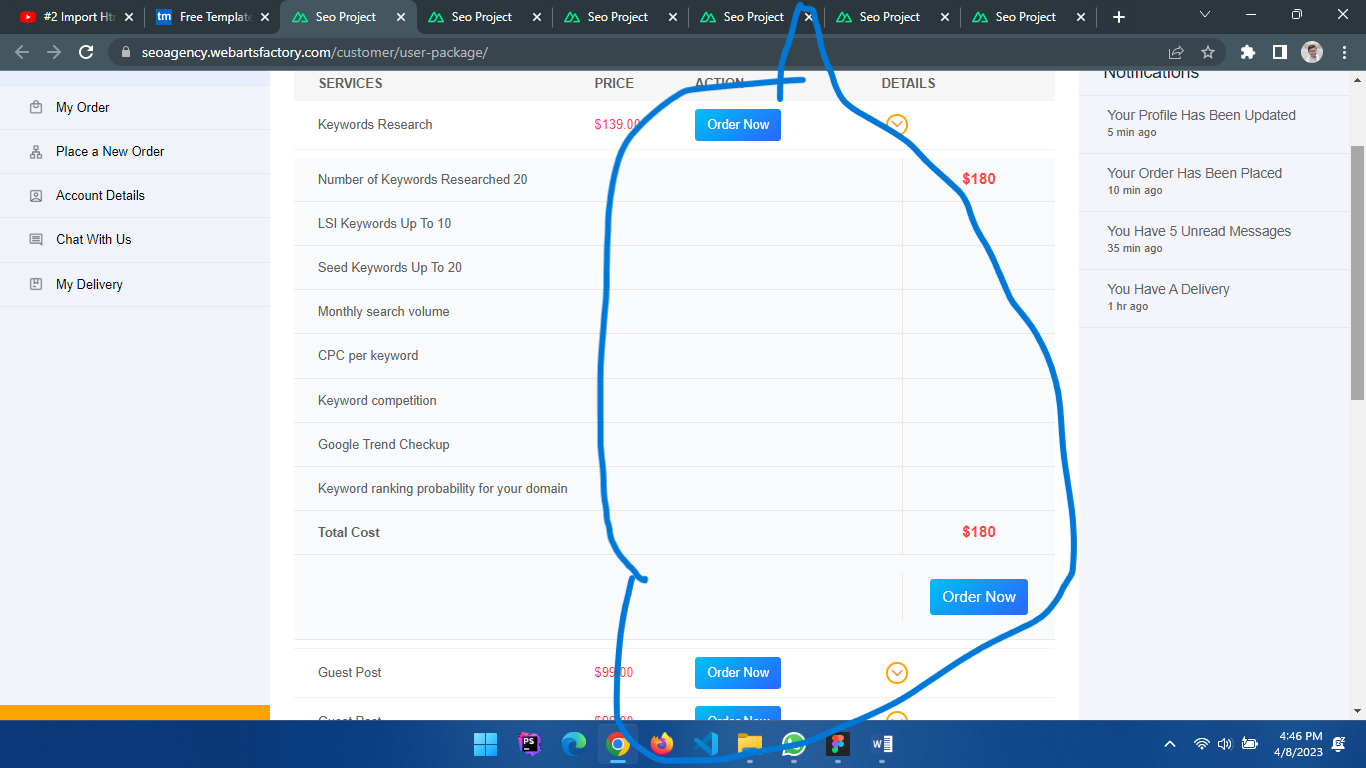 #2 Import Ht
Free Template
Seo Project
Seo Project
Seo Project
Seo Project
Seo Project
Seo Project
seoagency.webartsfactory.com/customer/user-package/
My Order
Place a New Order
Account Details
Chat With Us
My Delivery
SERVICES PRICE ACTION DETAILS
Keywords Research $139.00 Order Now
Number of Keywords Researched 20 $180
LSI Keywords Up To 10
Seed Keywords Up To 20
Monthly search volume
CPC per keyword
Keyword competition
Google Trend Checkup
Keyword ranking probability for your domain
Total Cost $180
Order Now
Guest Post $99.00 Order Now
Guest Post $99.00 Order Now
Notifications
Your Profile Has Been Updated
5 min ago
Your Order Has Been Placed
10 min ago
You Have 5 Unread Messages
35 min ago
You Have A Delivery
1 hr ago
4:46 PM
4/8/2023